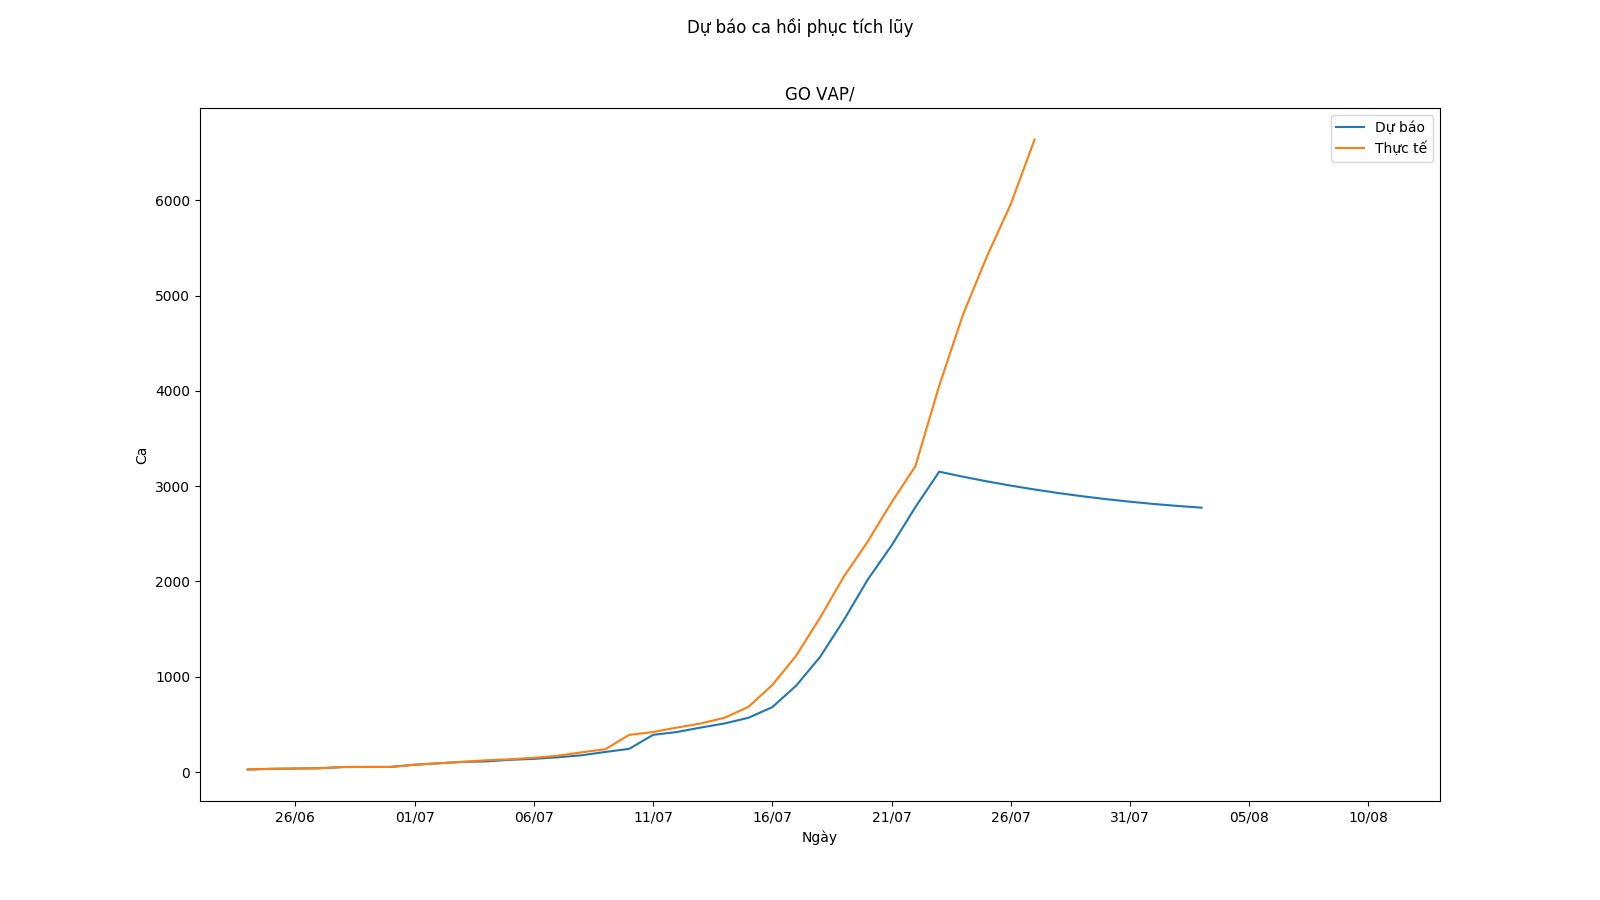 Dự báo ca hồi phục tích lũy
GO VAP/
Dự báo
Thực tế
6000
5000
4000
3000
2000
1000
0
Ca
26/06
01/07
06/07
11/07
16/07
21/07
26/07
31/07
05/08
10/08
Ngày